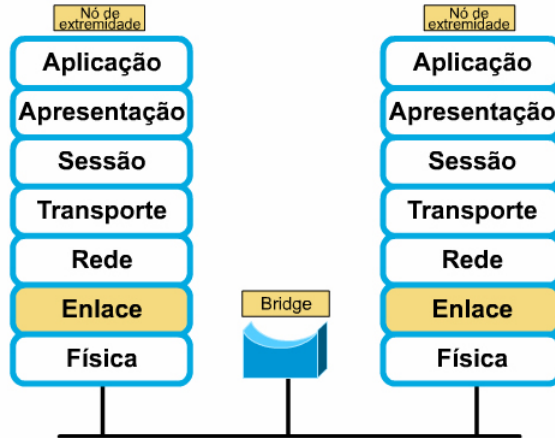 Nó de
extremidade
Aplicação
Apresentação
Sessão
Transporte
Rede
Enlace
Física
Bridge
Nó de
extremidade
Aplicação
Apresentação
Sessão
Transporte
Rede
Enlace
Física